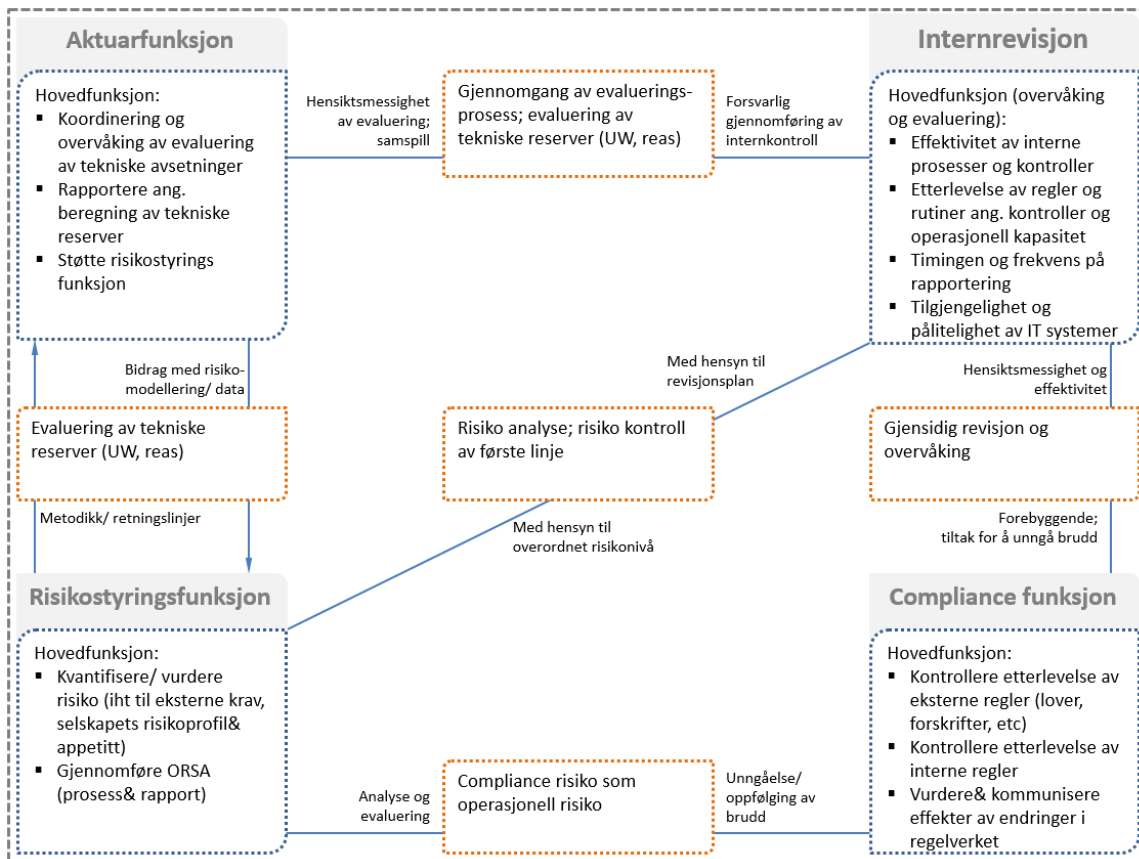 Aktuarfunksjon
Hovedfunksjon:
▪ Koordinering og
overvåking av evaluering
av tekniske avsetninger
▪ Rapportere ang.
beregning av tekniske
reserver
▪ Støtte risikostyrings
funksjon
Hensiktsmessighet
av evaluering;
samspill
Gjennomgang av evaluerings-
prosess; evaluering av
tekniske reserver (UW, reas)
Forsvarlig
gjennomføring av
internkontroll
Internrevisjon
Hovedfunksjon (overvåking
og evaluering):
▪ Effektivitet av interne
prosesser og kontroller
▪ Etterlevelse av regler og
rutiner ang. kontroller og
operasjonell kapasitet
▪ Timingen og frekvens på
rapportering
▪ Tilgjengelighet og
pålitelighet av IT systemer
Bidrag med risiko-
modellering/ data
Evaluering av tekniske
reserver (UW, reas)
Metodikk/ retningslinjer
Med hensyn til
revisjonsplan
Risiko analyse; risiko kontroll
av første linje
Med hensyn til
overordnet risikonivå
Hensiktsmessighet og
effektivitet
Gjensidig revisjon og
overvåking
Forebyggende;
tiltak for å unngå brudd
Risikostyringsfunksjon
Hovedfunksjon:
▪ Kvantifisere/ vurdere
risiko (iht til eksterne krav,
selskapets risikoprofil&
appetitt)
▪ Gjennomføre ORSA
(prosess& rapport)
Analyse og
evaluering
Compliance risiko som
operasjonell risiko
Unngåelse/
oppfølging av
brudd
Compliance funksjon
Hovedfunksjon:
▪ Kontrollere etterlevelse av
eksterne regler (lover,
forskrifter, etc)
▪ Kontrollere etterlevelse av
interne regler
▪ Vurdere& kommunisere
effekter av endringer i
regelverket